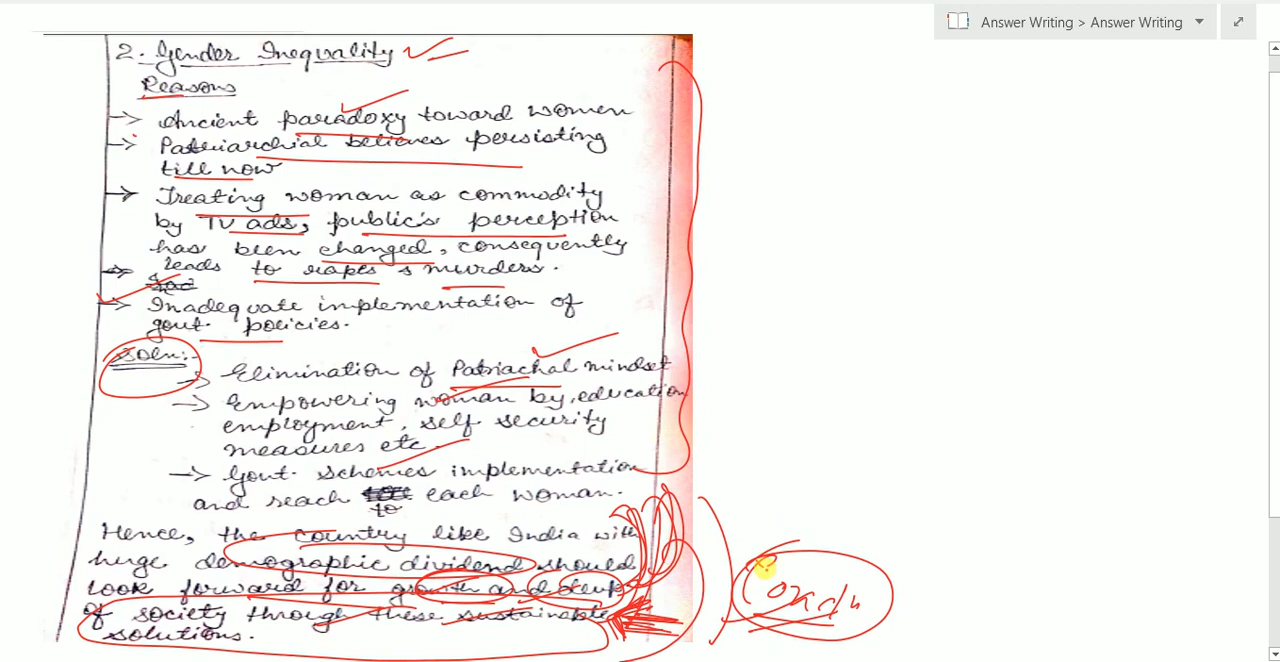 Answer Writing > Answer Writing
2. Gender Inequality
Reasons
-> Ancient paradoxy toward women
-> Patriarchial believes persisting
till now
-> Treating woman as commodity
by TV ads, public's perception
has been changed, consequently
leads to rapes & murders.
-> Inadequate implementation of
govt. policies.
Soln:-
-> Elimination of Patriachal mindset
-> Empowering woman by, education
employment, self security
measures etc.
-> Govt. schemes implementation
and reach to each woman.
Hence, the country like India with
huge demographic dividend should
look forward for growth and devp
of society through these sustainable
solutions.